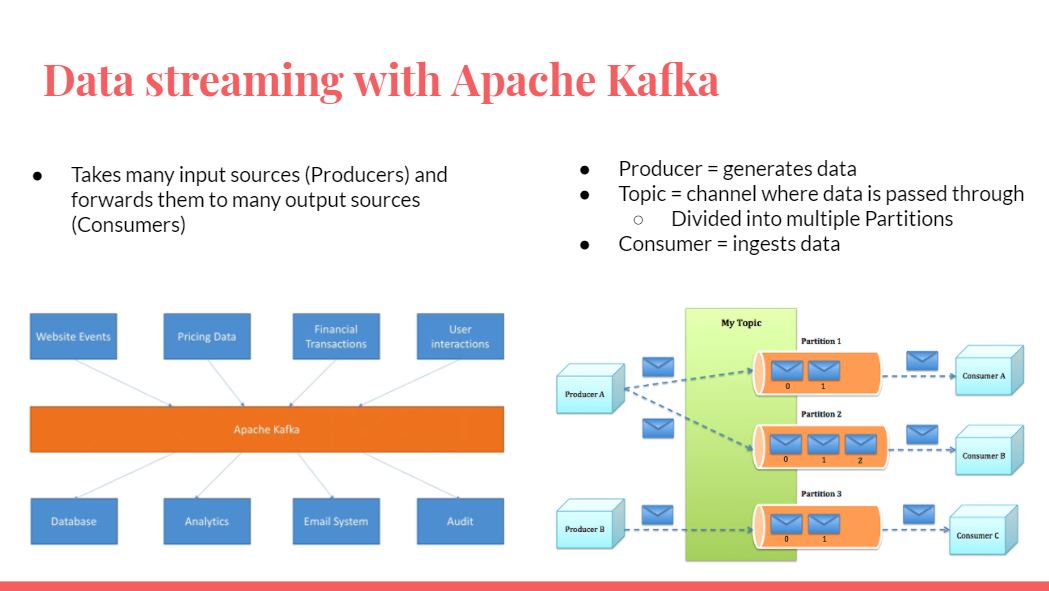 Data streaming with Apache Kafka
● Takes many input sources (Producers) and
forwards them to many output sources
(Consumers)
● Producer = generates data
● Topic = channel where data is passed through
○ Divided into multiple Partitions
● Consumer = ingests data
Website Events
Pricing Data
Financial
Transactions
User
interactions
Apache Kafka
Database
Analytics
Email System
Audit
My Topic
Partition 1
Producer A
0 1
Consumer A
Partition 2
0 1 2
Consumer B
Partition 3
Producer B
0 1
Consumer C